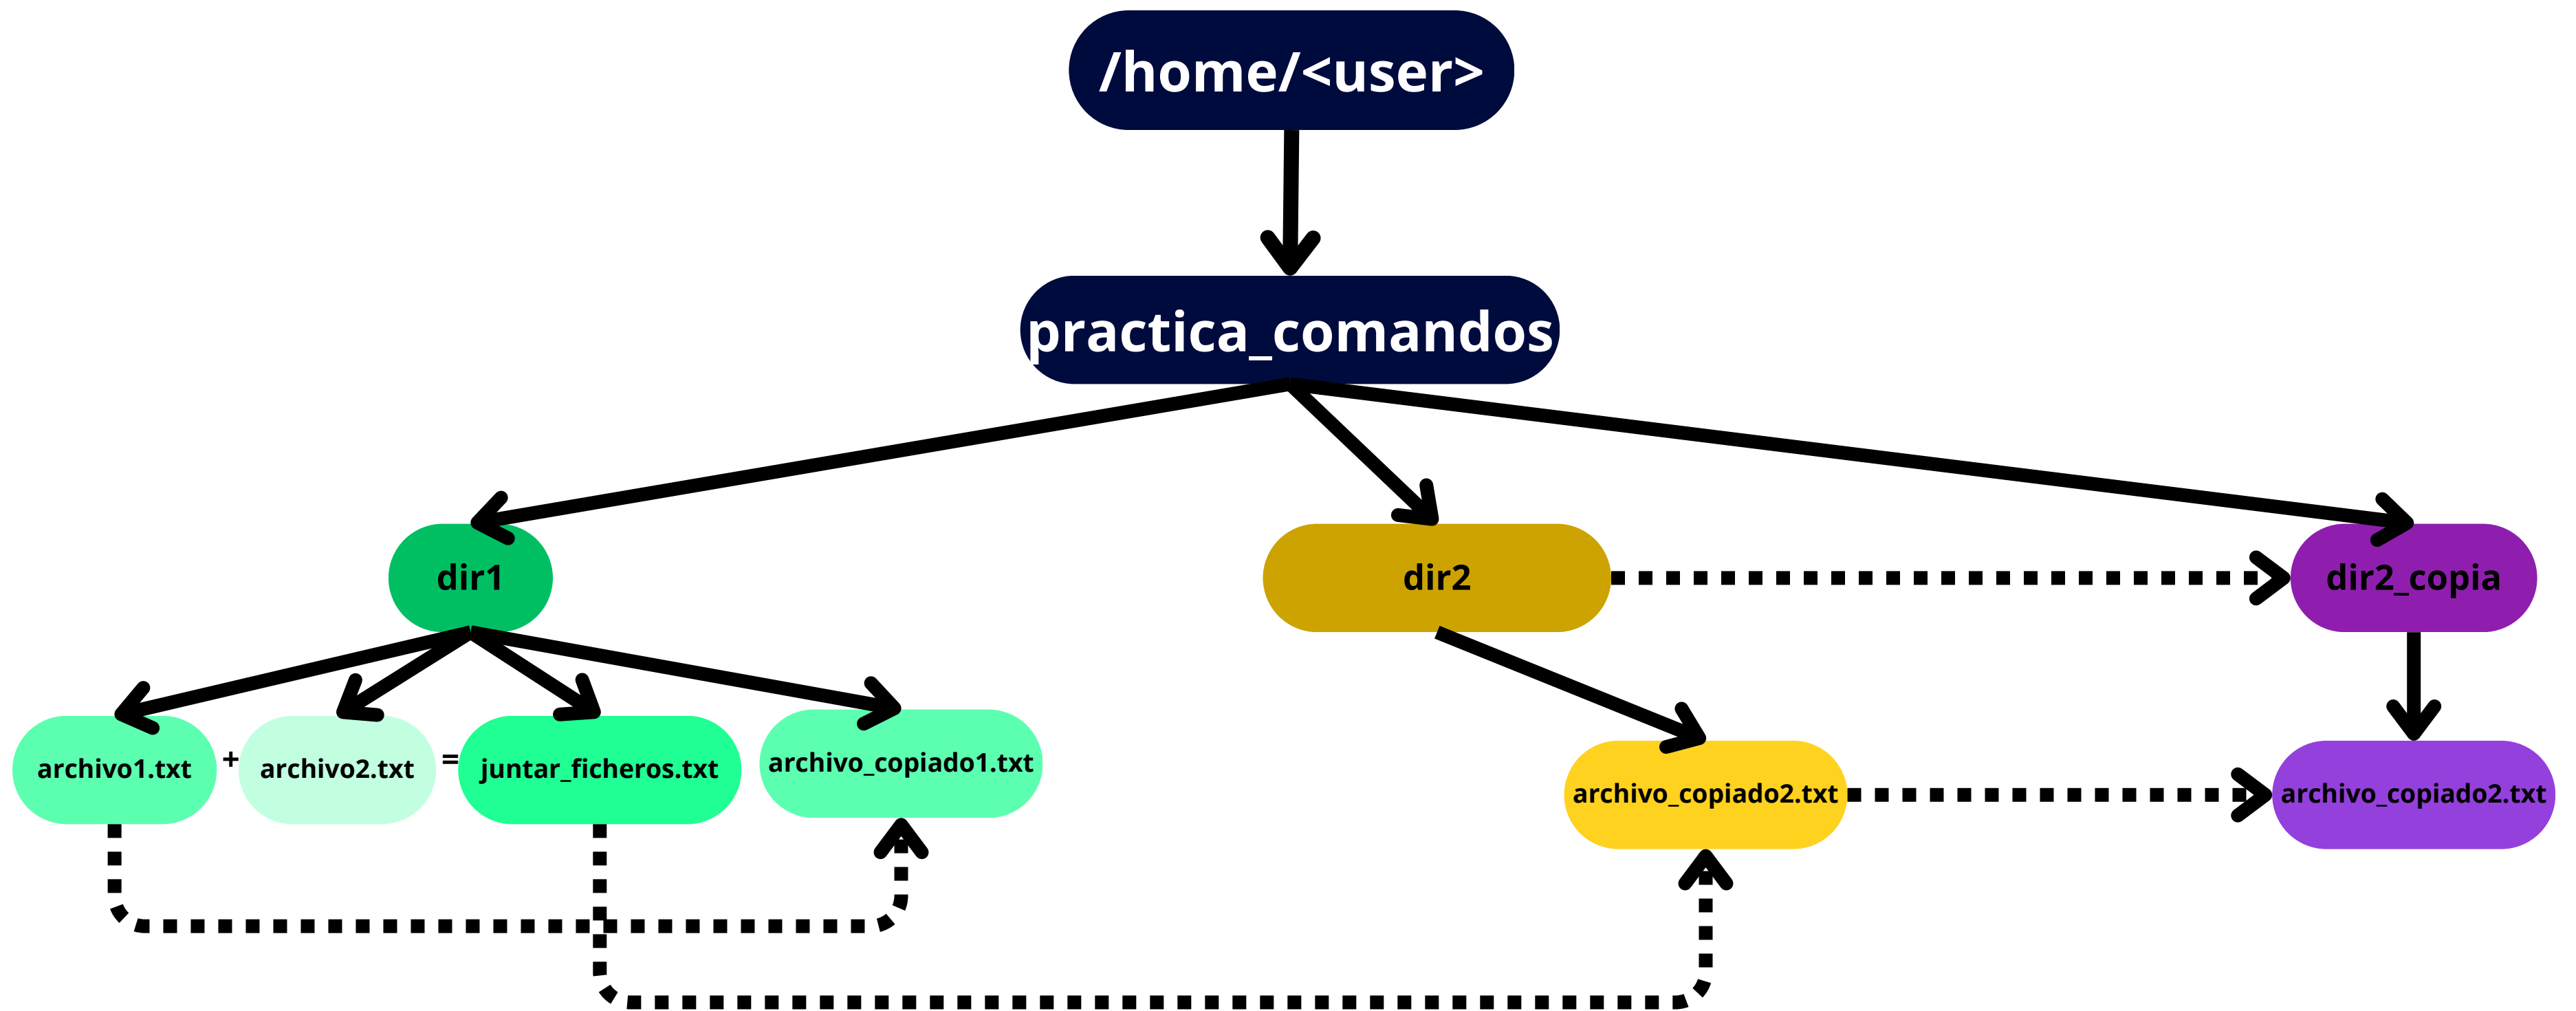 /home/<user>
practica_comandos
dir1
dir2
dir2_copia
archivo1.txt
+
archivo2.txt
=
juntar_ficheros.txt
archivo_copiado1.txt
archivo_copiado2.txt
archivo_copiado2.txt